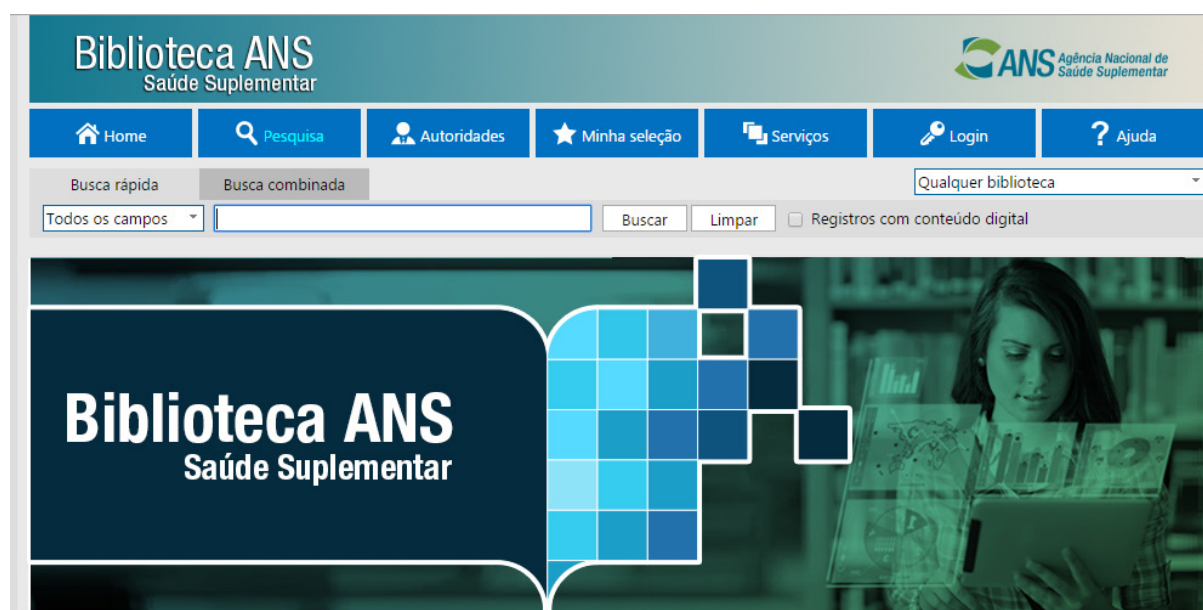 Biblioteca ANS
Saúde Suplementar
ANS Agência Nacional de
Saúde Suplementar
Home Pesquisa Autoridades Minha seleção Serviços Login ? Ajuda
Busca rápida Busca combinada Qualquer biblioteca
Todos os campos Buscar Limpar Registros com conteúdo digital
Biblioteca ANS
Saúde Suplementar